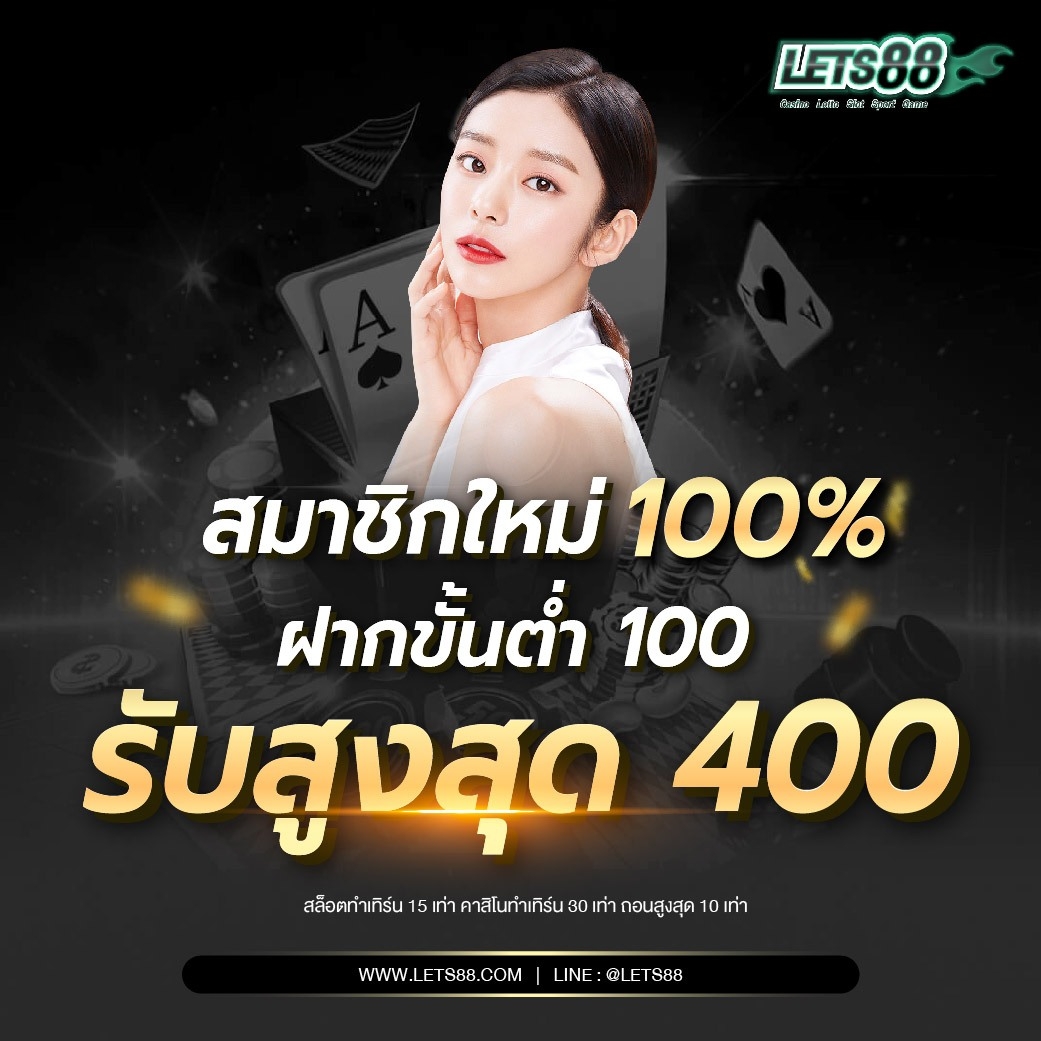 LETS88
Casino Lotto Slot Sport Game
A
A
สมาชิกใหม่ 100%
ฝากขั้นต่ำ 100
รับสูงสุด 400
สล็อตทำเทิร์น 15 เท่า คาสิโนทำเทิร์น 30 เท่า ถอนสูงสุด 10 เท่า
WWW.LETS88.COM | LINE : @LETS88